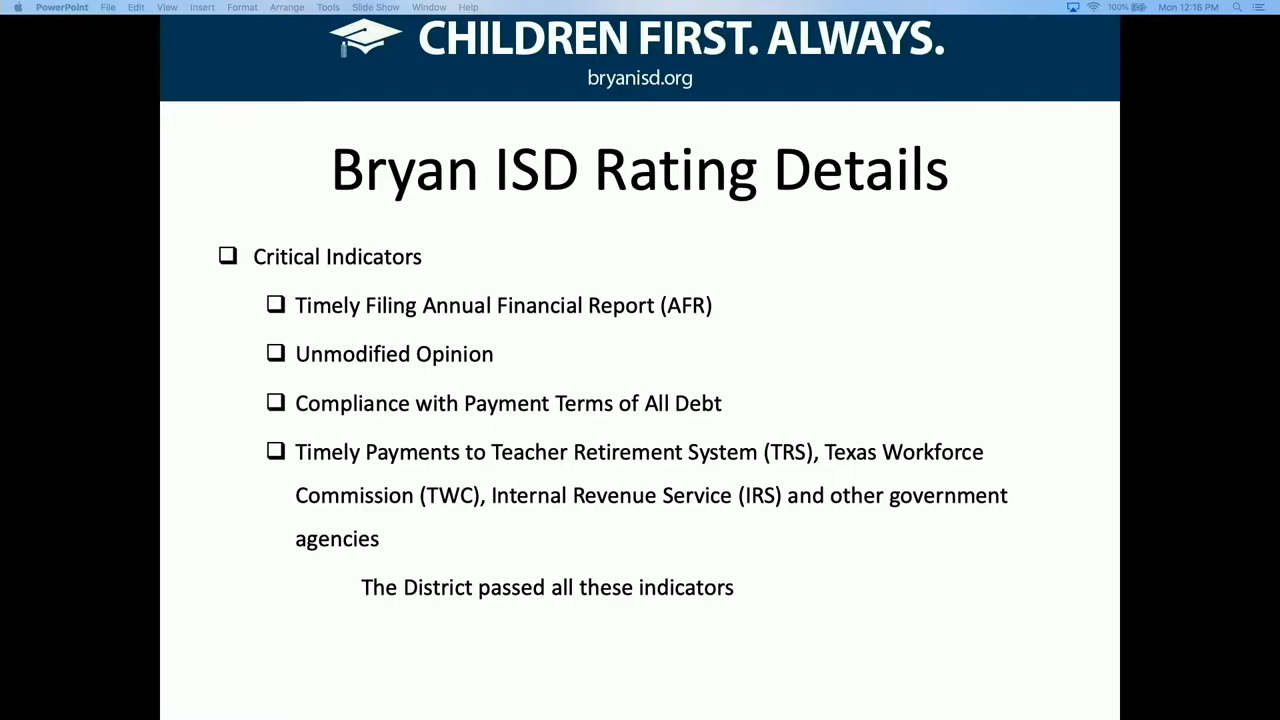 PowerPoint File Edit View Insert Format Arrange Tools Slide Show Window Help 100% Mon 12:16 PM
CHILDREN FIRST. ALWAYS.
bryanisd.org
Bryan ISD Rating Details
Critical Indicators
Timely Filing Annual Financial Report (AFR)
Unmodified Opinion
Compliance with Payment Terms of All Debt
Timely Payments to Teacher Retirement System (TRS), Texas Workforce
Commission (TWC), Internal Revenue Service (IRS) and other government
agencies
The District passed all these indicators